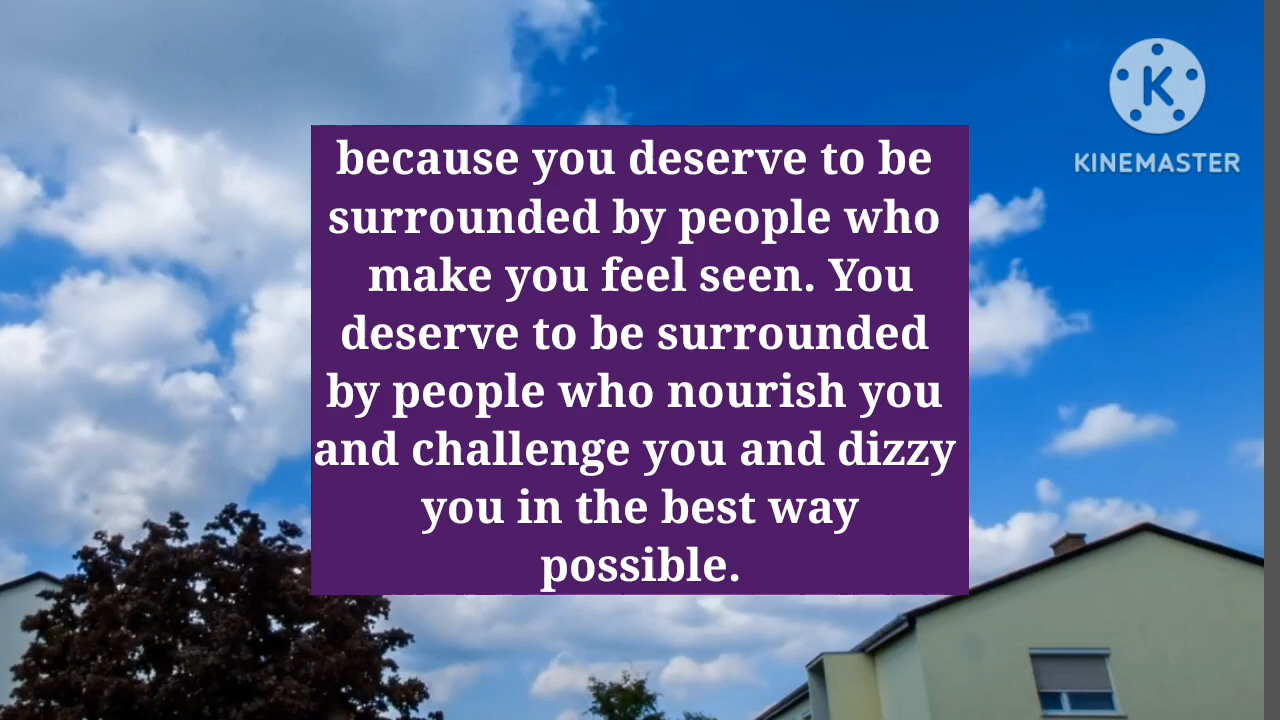 KINEMASTER
because you deserve to be
surrounded by people who
make you feel seen. You
deserve to be surrounded
by people who nourish you
and challenge you and dizzy
you in the best way
possible.